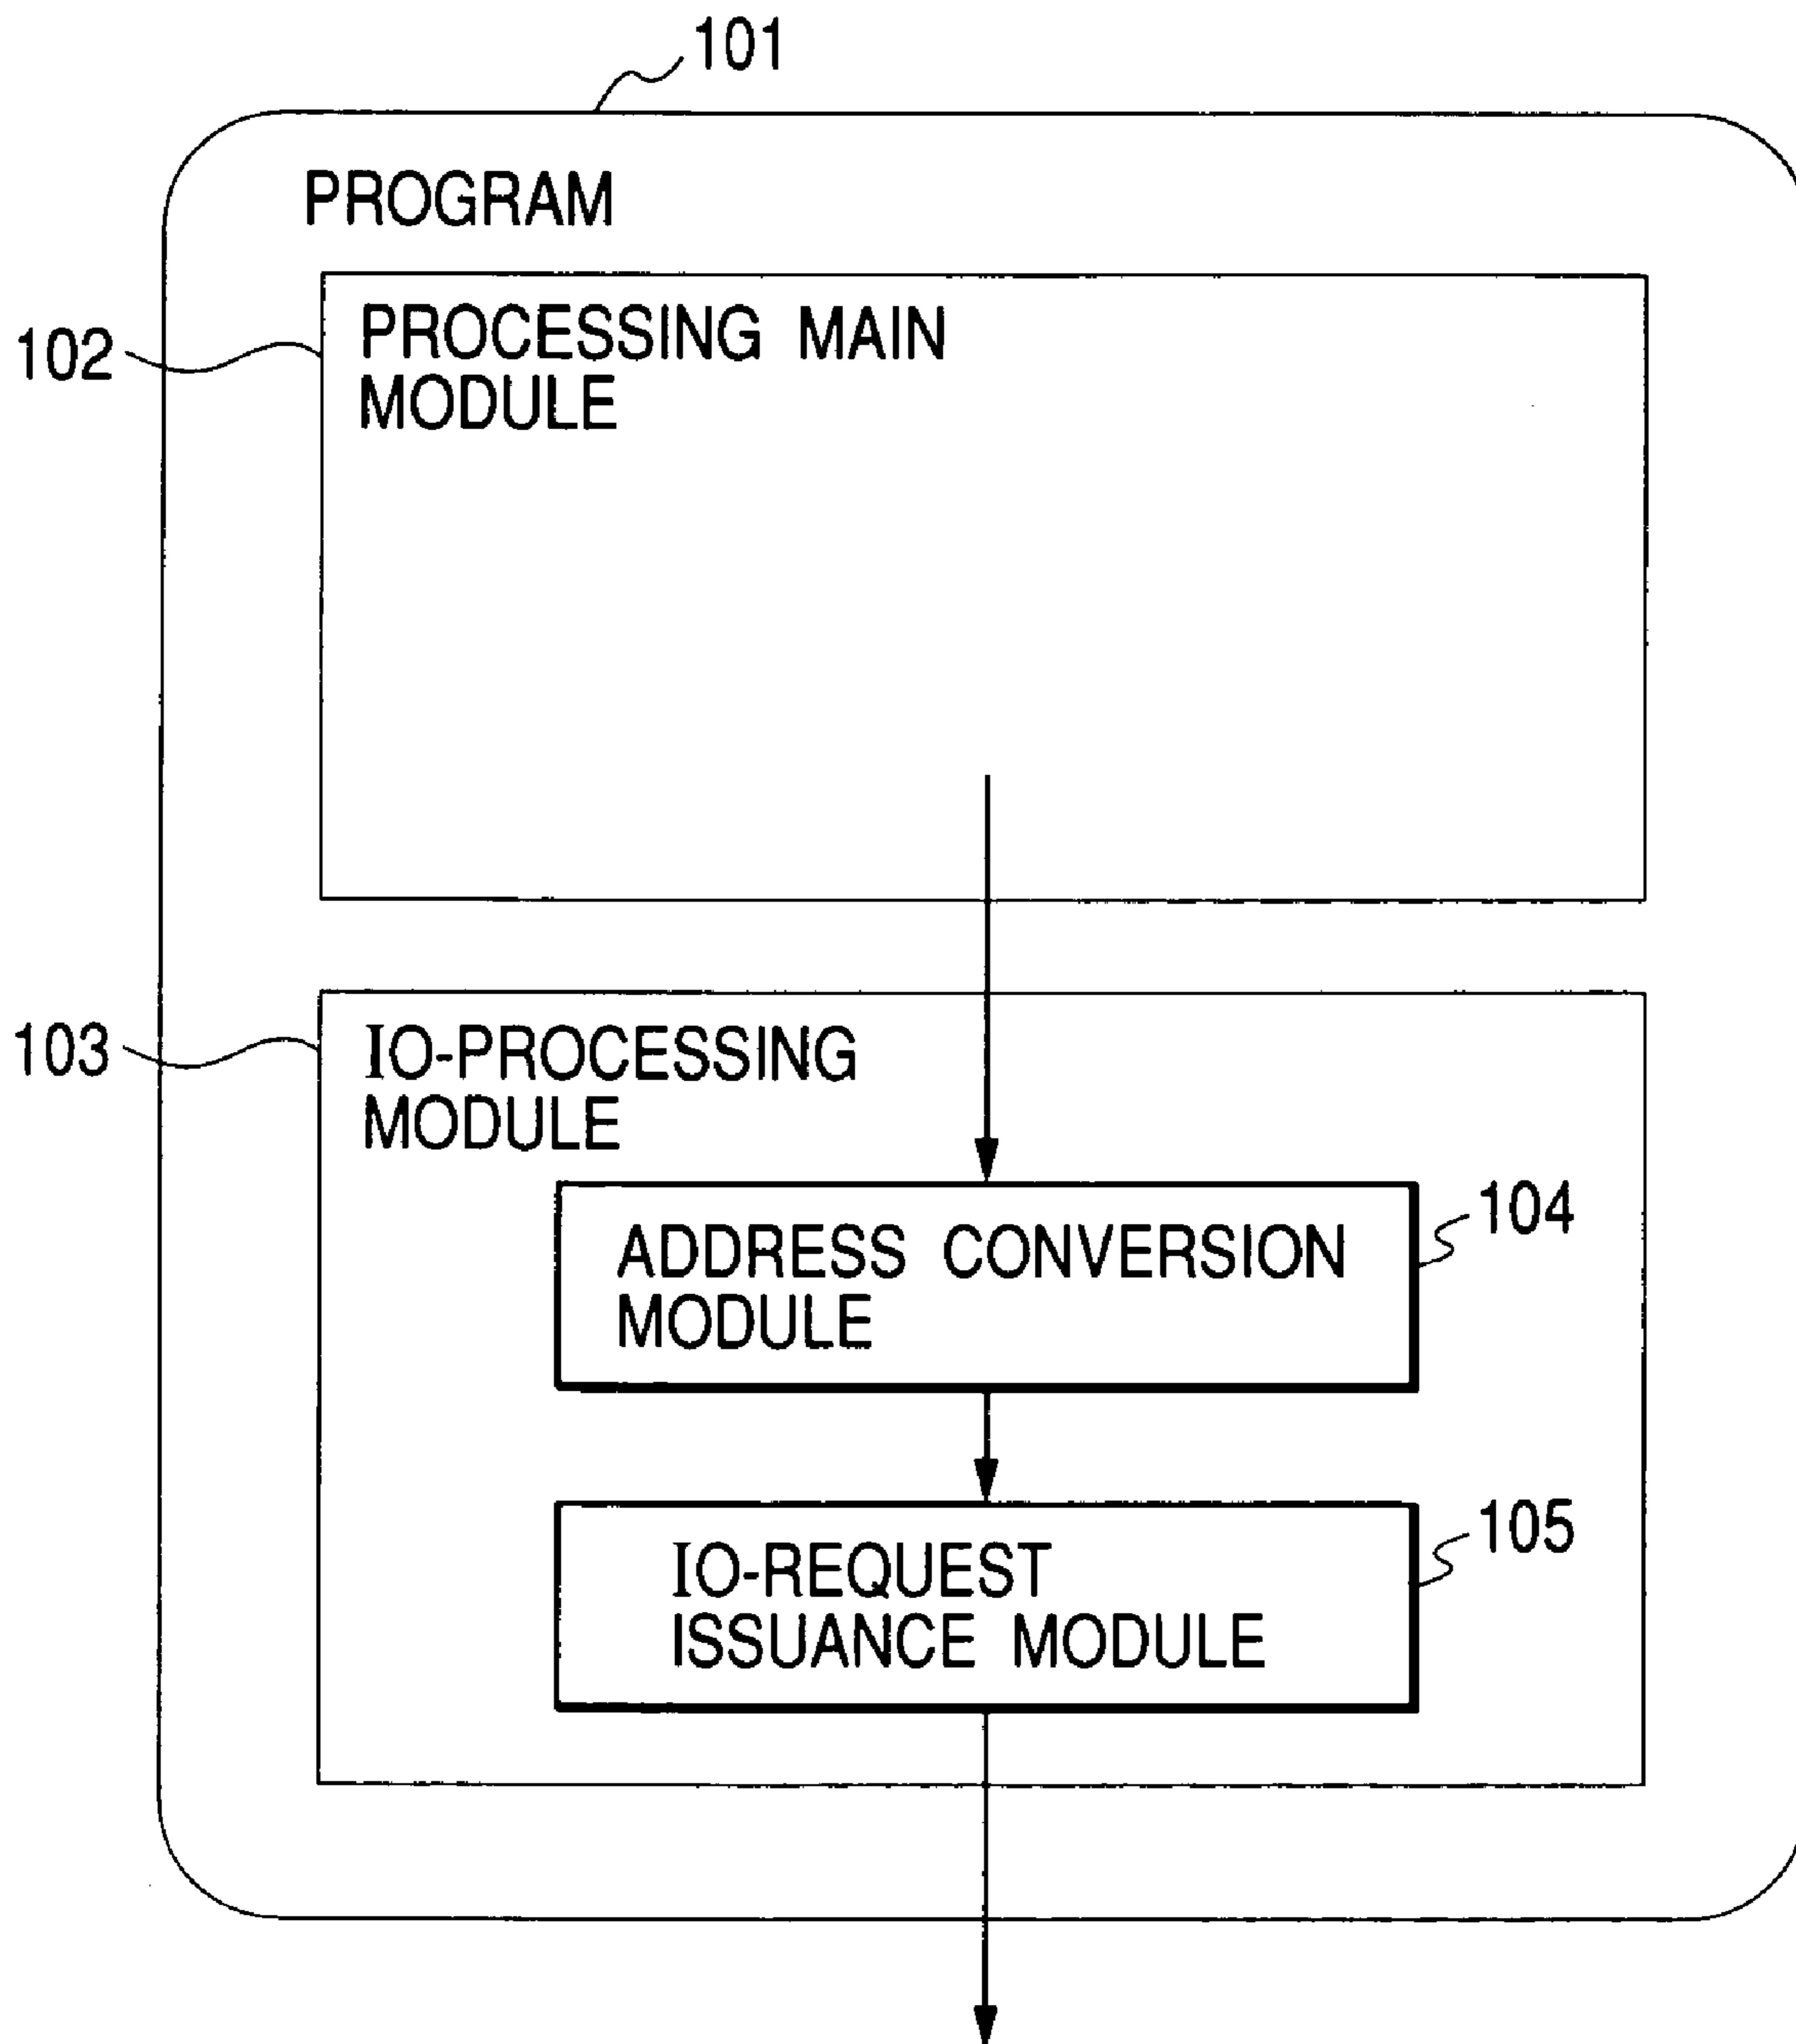 101
PROGRAM
102
PROCESSING MAIN
MODULE
103
IO-PROCESSING
MODULE
104
ADDRESS CONVERSION
MODULE
105
IO-REQUEST
ISSUANCE MODULE